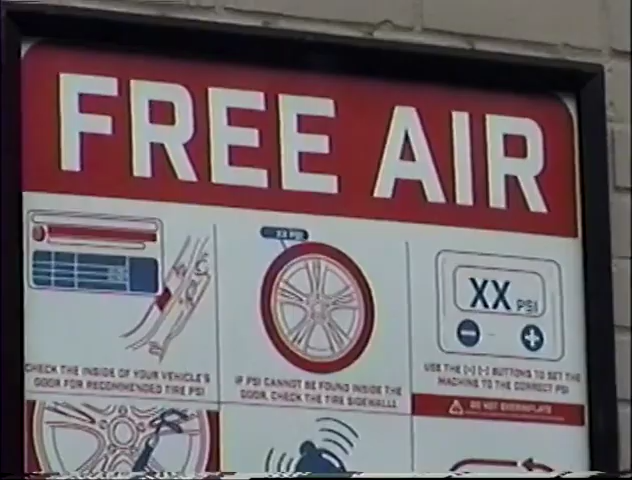 FREE AIR
XX PSI
XX PSI
CHECK THE INSIDE OF YOUR VEHICLE'S
DOOR FOR RECOMMENDED TIRE PSI
IF PSI CANNOT BE FOUND INSIDE THE
DOOR, CHECK THE TIRE SIDEWALL
USE THE (+) (-) BUTTONS TO SET THE
MACHINE TO THE CORRECT PSI
DO NOT OVERINFLATE